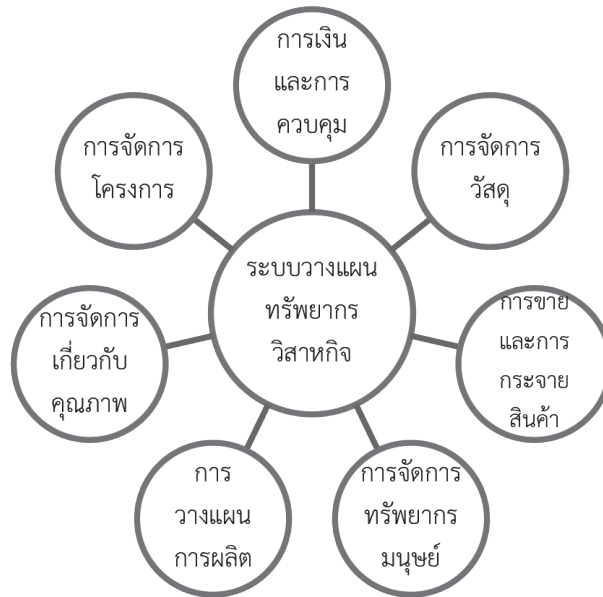 การเงิน
และการ
ควบคุม
การจัดการ
วัสดุ
การขาย
และการ
กระจาย
สินค้า
การจัดการ
ทรัพยากร
มนุษย์
การ
วางแผน
การผลิต
การจัดการ
เกี่ยวกับ
คุณภาพ
การจัดการ
โครงการ
ระบบวางแผน
ทรัพยากร
วิสาหกิจ